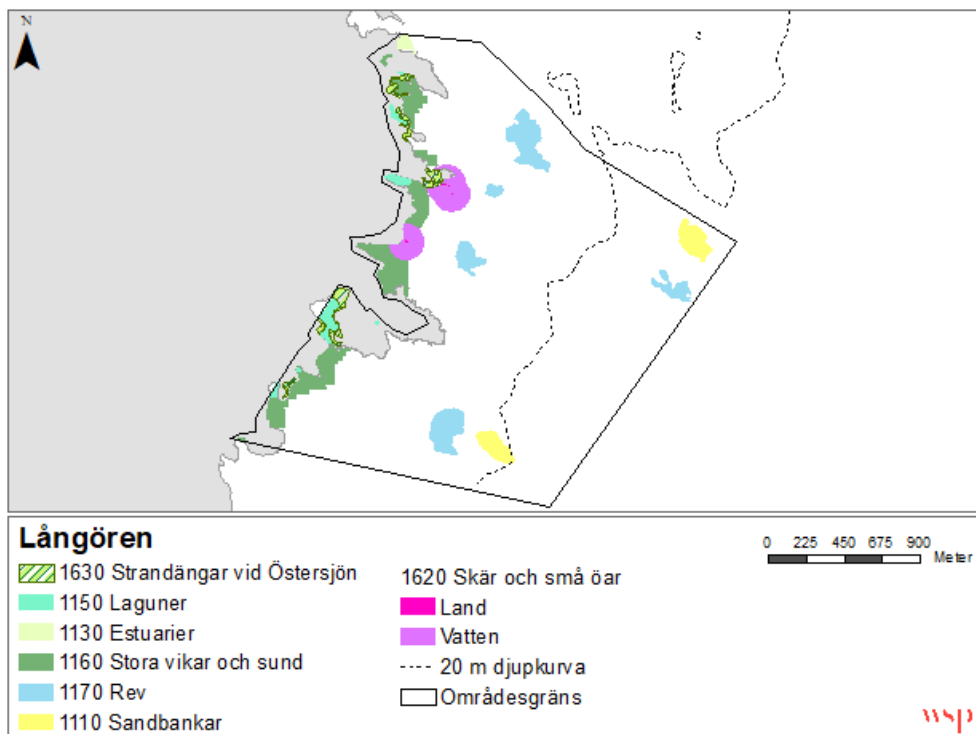 N
Långören
1630 Strandängar vid Östersjön
1150 Laguner
1130 Estuarier
1160 Stora vikar och sund
1170 Rev
1110 Sandbankar
1620 Skär och små öar
Land
Vatten
20 m djupkurva
Områdesgräns
0 225 450 675 900
Meter
wsp